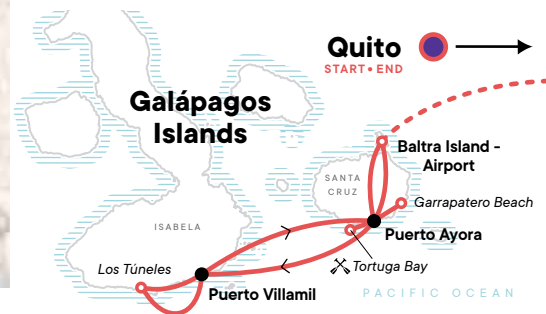 Quito
START • END
Galápagos
Islands
Baltra Island -
Airport
SANTA
CRUZ
Garrapatero Beach
ISABELA
Puerto Ayora
Los Túneles
Tortuga Bay
Puerto Villamil
PACIFIC OCEAN